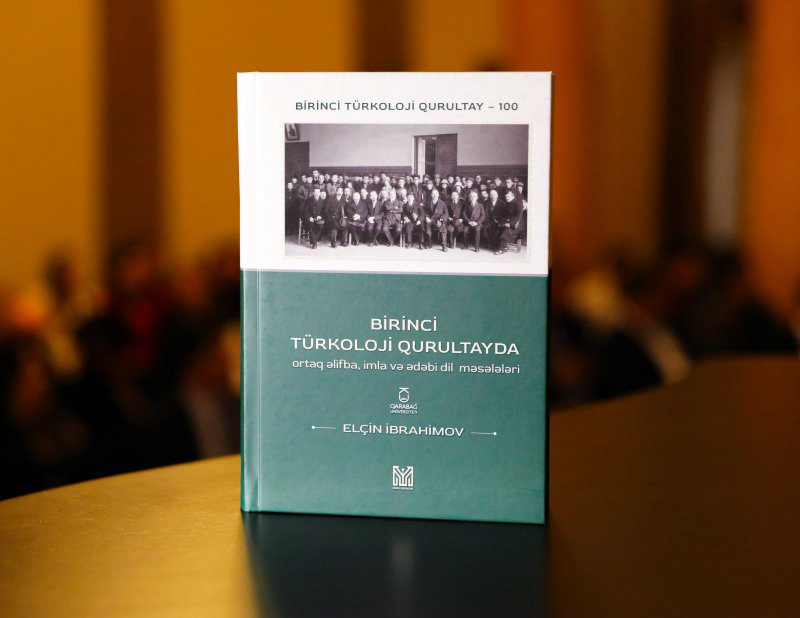 BİRİNCİ TÜRKOLOJİ QURULTAY – 100
BİRİNCİ
TÜRKOLOJİ QURULTAYDA
ortaq əlifba, imla və ədəbi dil məsələləri
QARABAĞ
UNİVERSİTETİ
ELÇİN İBRAHİMOV